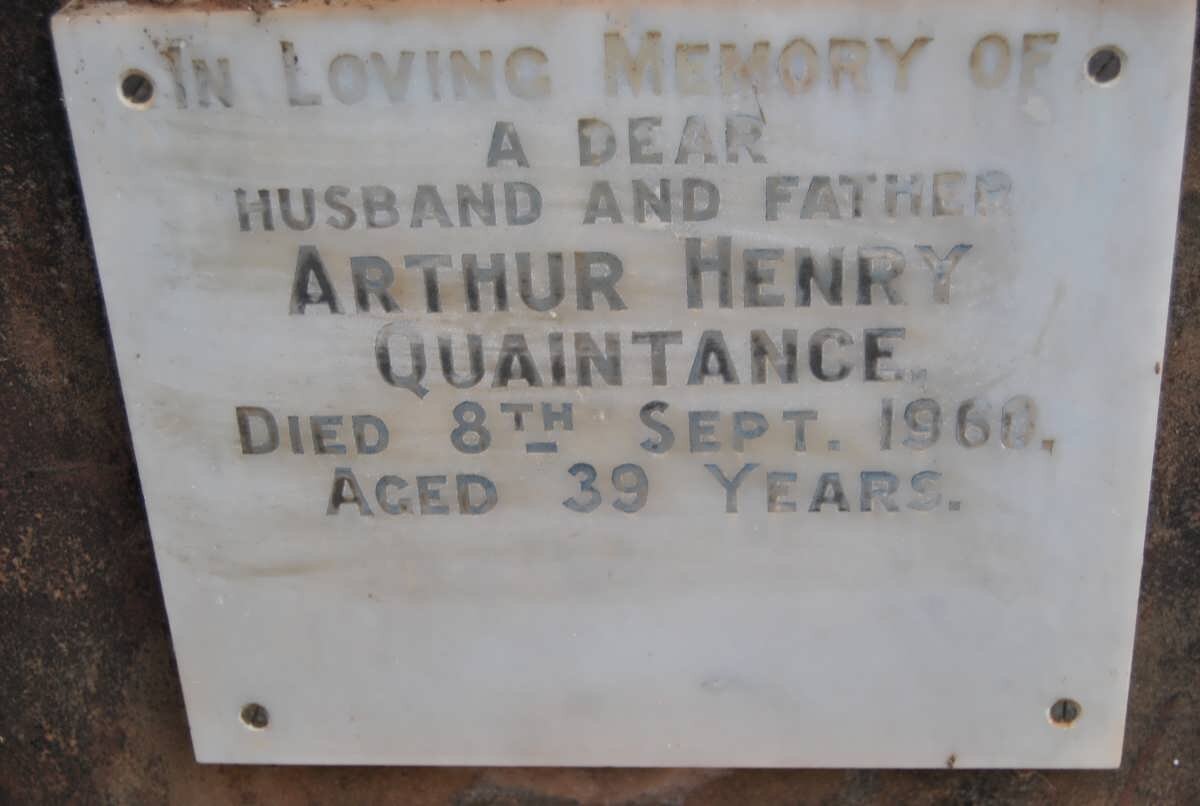 IN LOVING MEMORY OF
A DEAR
HUSBAND AND FATHER
ARTHUR HENRY
QUAINTANCE.
DIED 8TH SEPT. 1960.
AGED 39 YEARS.